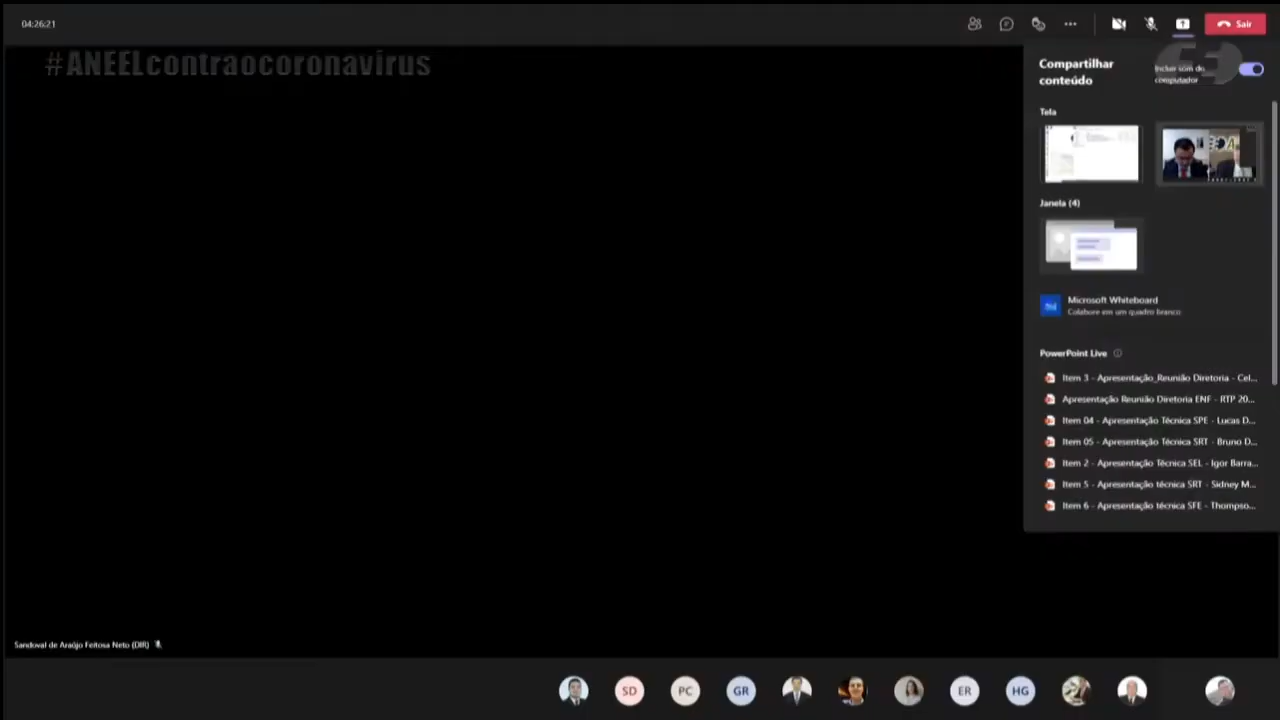 04:26:21
Sair
#ANEELcontraocoronavírus
Compartilhar
conteúdo
Incluir som do
computador
Tela
Janela (4)
Microsoft Whiteboard
Colabore em um quadro branco
PowerPoint Live
Item 3 - Apresentação_Reunião Diretoria - Cel...
Apresentação Reunião Diretoria ENF - RTP 20...
Item 04 - Apresentação Técnica SPE - Lucas D...
Item 05 - Apresentação Técnica SRT - Bruno D...
Item 2 - Apresentação Técnica SEL - Igor Barra...
Item 5 - Apresentação técnica SRT - Sidney M...
Item 6 - Apresentação técnica SFE - Thompso...
Sandoval de Araújo Feitosa Neto (DIR)
SD
PC
GR
ER
HG